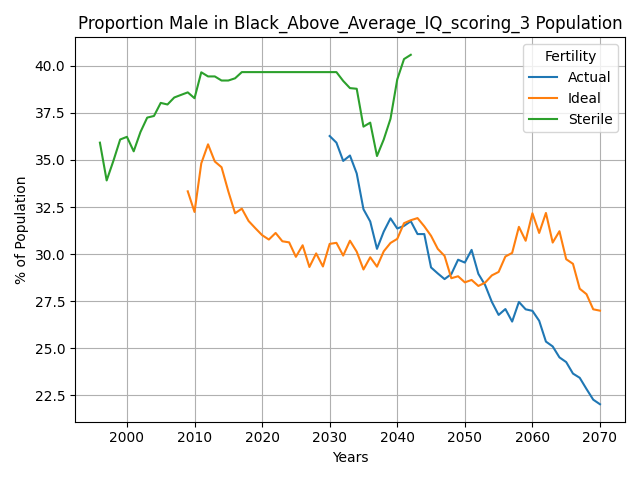 Proportion Male in Black_Above_Average_IQ_scoring_3 Population
Fertility
Actual
Ideal
Sterile
% of Population
40.0
37.5
35.0
32.5
30.0
27.5
25.0
22.5
2000 2010 2020 2030 2040 2050 2060 2070
Years